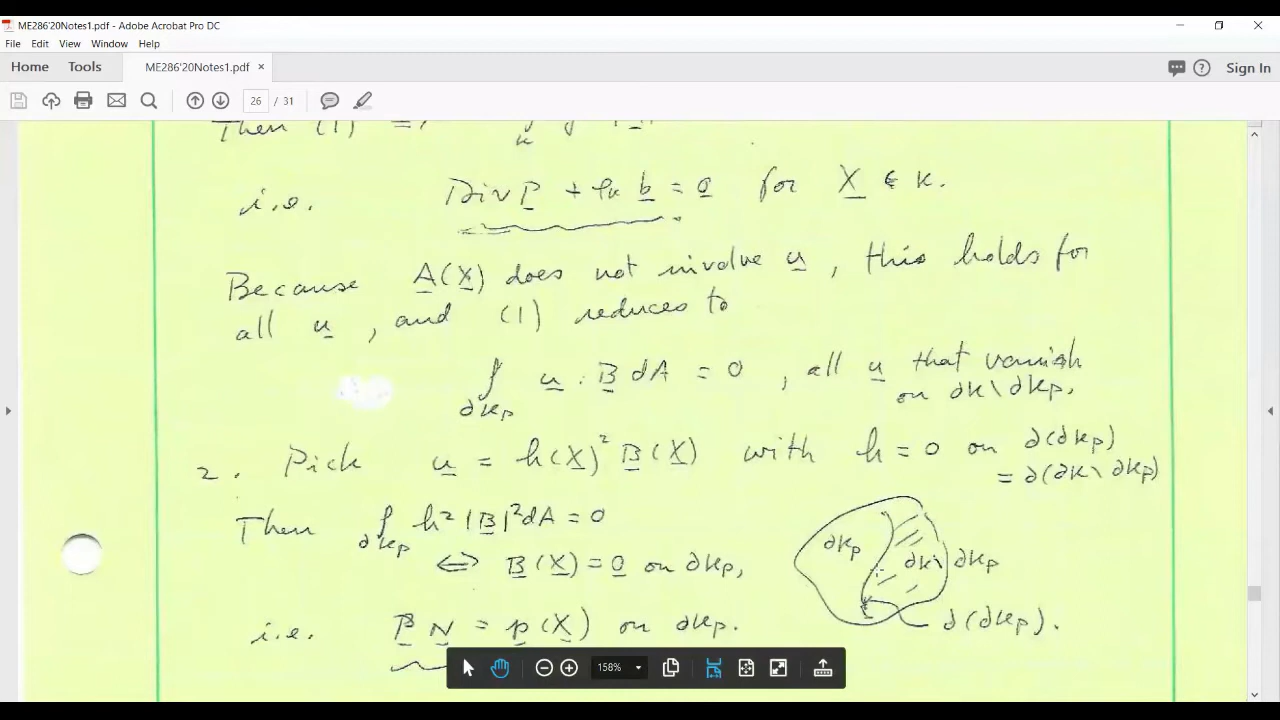 ME286'20Notes1.pdf - Adobe Acrobat Pro DC
File Edit View Window Help
Home Tools ME286'20Notes1.pdf × Sign In
26 / 31
Then (1)
i.e. Div P + ρκ b = 0 for X ∈ κ.
Because A(X) does not involve u, this holds for
all u, and (1) reduces to
∫∂κp u · B dA = 0, all u that vanish
on ∂κ\∂κp.
2. Pick u = h(X)² B(X) with h = 0 on ∂(∂κp)
= ∂(∂κ\∂κp)
Then ∫∂κp h² |B|² dA = 0
⇔ B(X) = 0 on ∂κp,
∂κp ∂κ\∂κp
i.e. P N = p(X) on ∂κp. ∂(∂κp).
158%